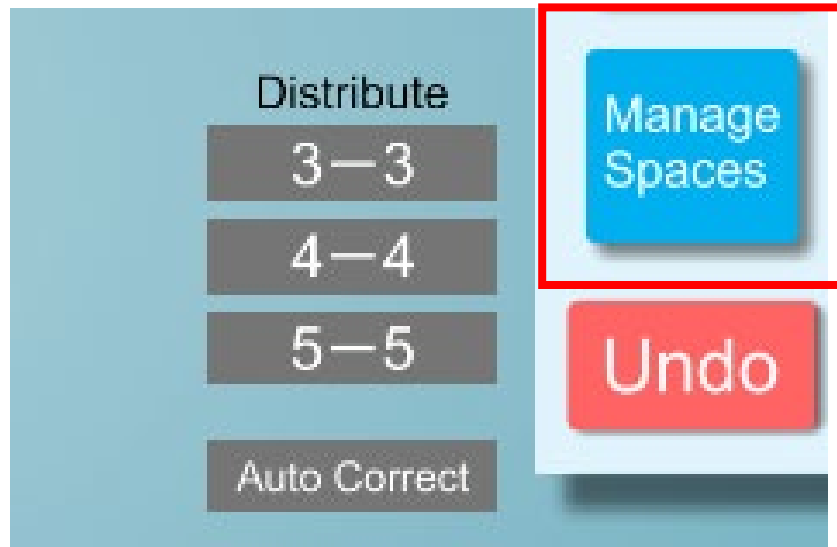 Distribute
3—3
4—4
5—5
Auto Correct
Manage
Spaces
Undo